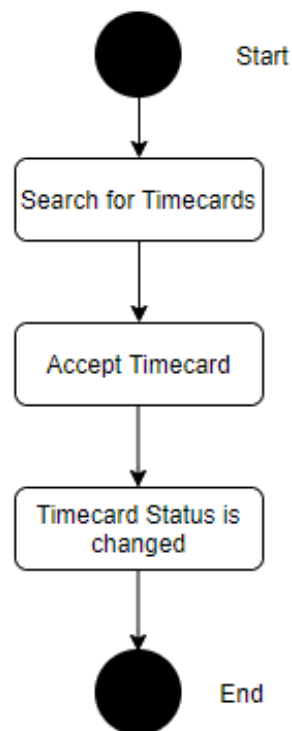 Start
Search for Timecards
Accept Timecard
Timecard Status is
changed
End